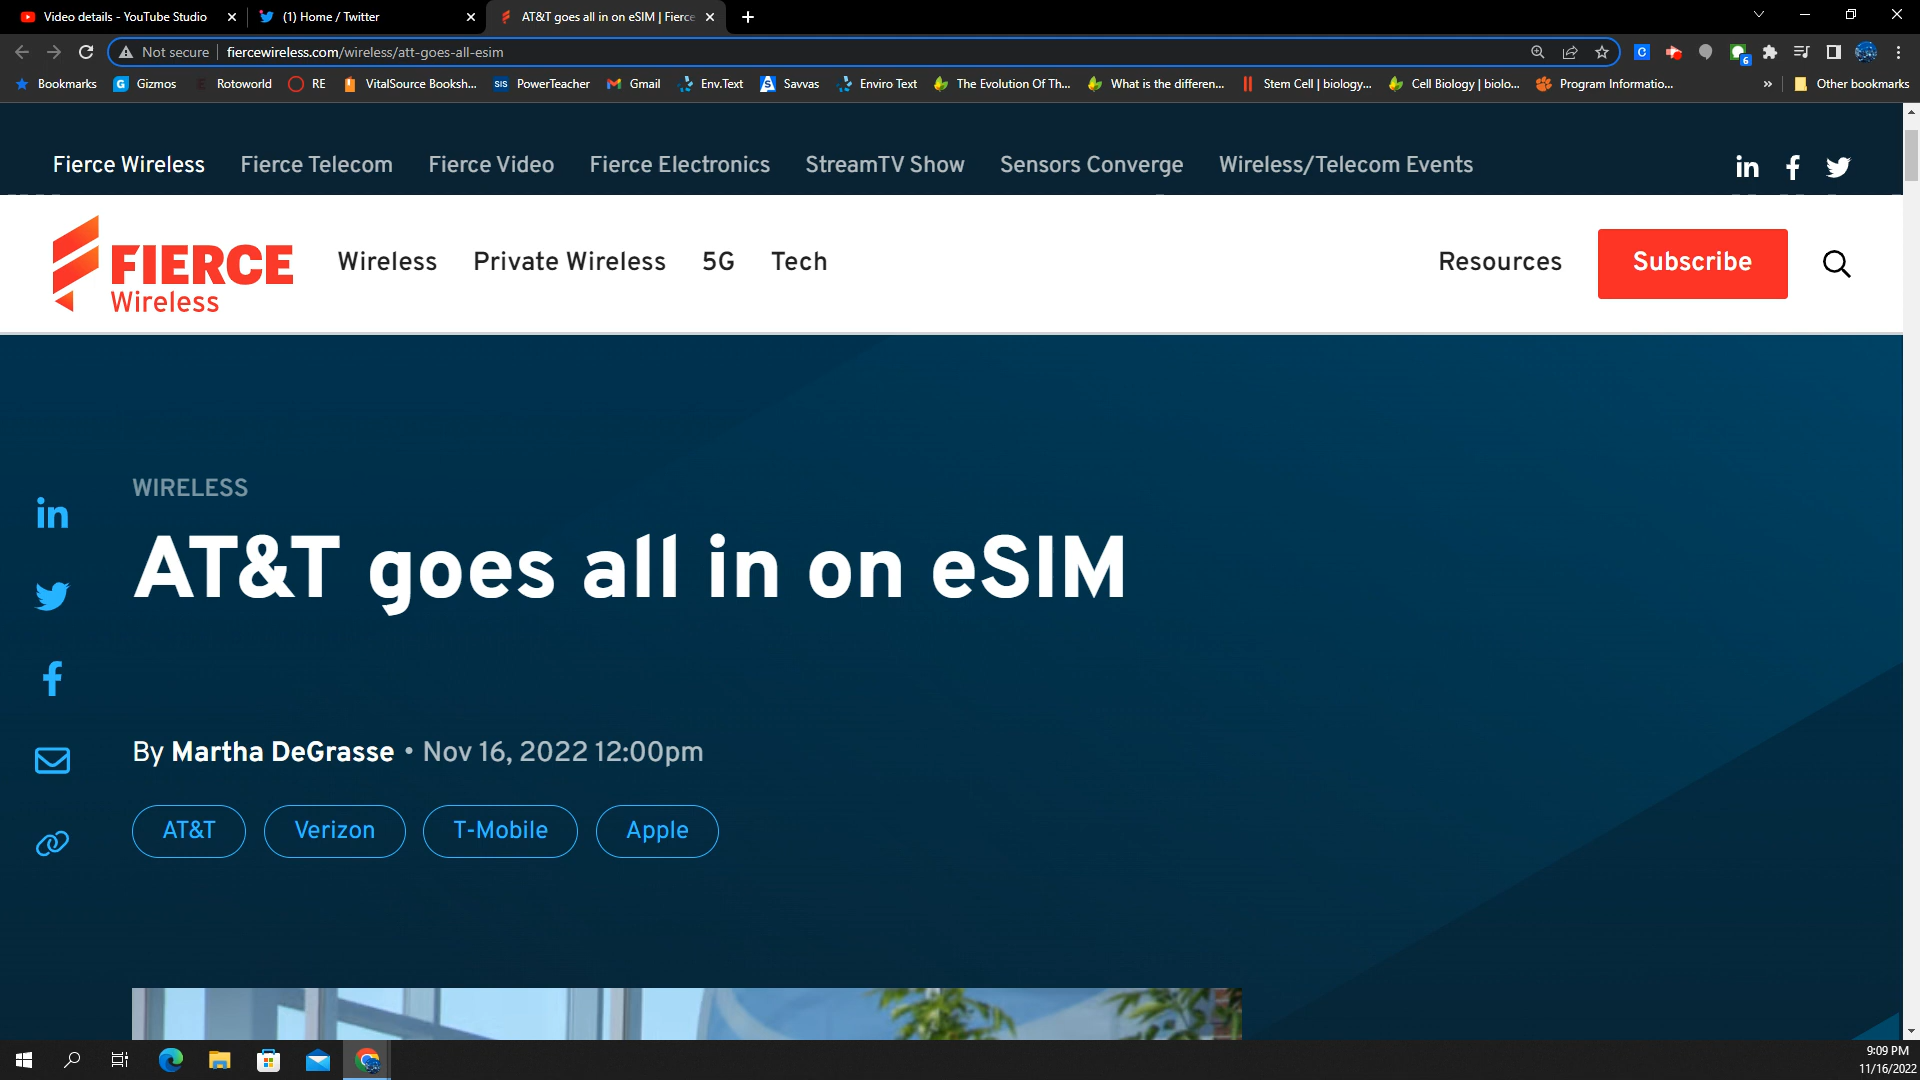 Video details - YouTube Studio
(1) Home / Twitter
AT&T goes all in on eSIM | Fierce
Not secure
fiercewireless.com/wireless/att-goes-all-esim
Bookmarks Gizmos Rotoworld RE VitalSource Booksh... SIS PowerTeacher Gmail Env.Text Savvas Enviro Text The Evolution Of Th... What is the differen... Stem Cell | biology... Cell Biology | biolo... Program Informatio... » Other bookmarks
Fierce Wireless Fierce Telecom Fierce Video Fierce Electronics StreamTV Show Sensors Converge Wireless/Telecom Events
FIERCE
Wireless
Wireless Private Wireless 5G Tech
Resources Subscribe
WIRELESS
AT&T goes all in on eSIM
By Martha DeGrasse • Nov 16, 2022 12:00pm
AT&T Verizon T-Mobile Apple
9:09 PM
11/16/2022